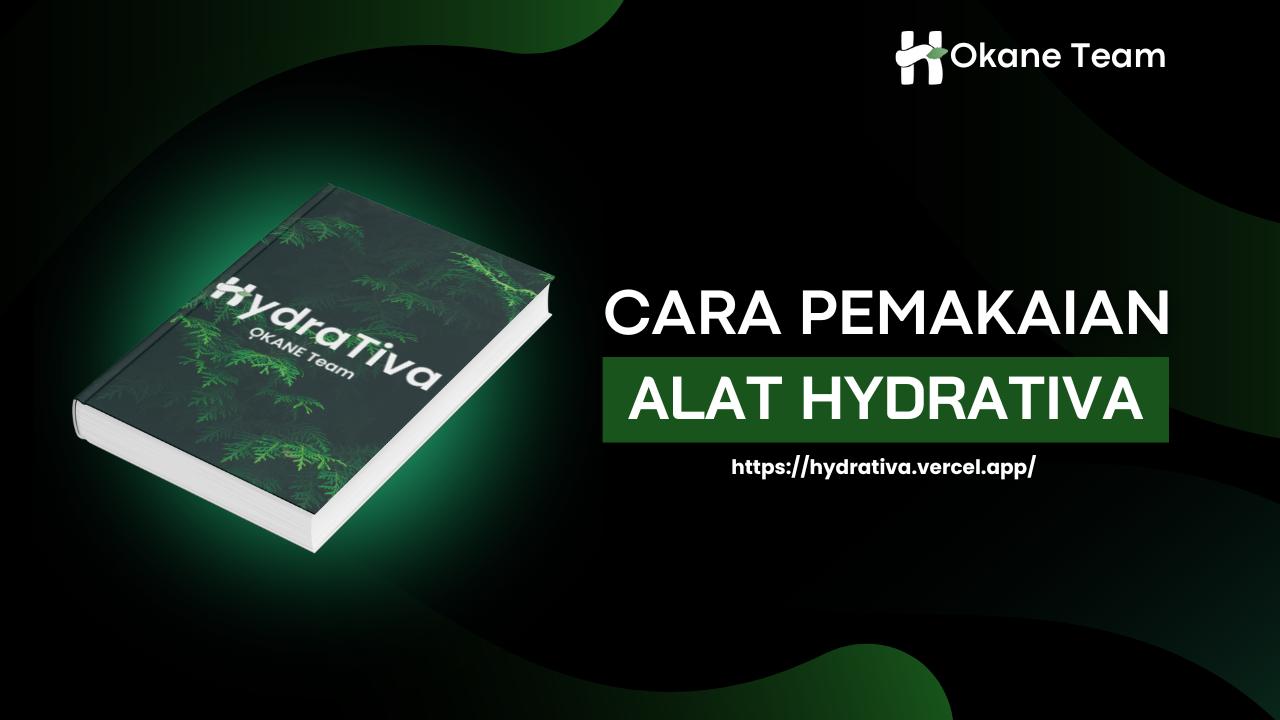 Okane Team
HydraTiva
OKANE Team
CARA PEMAKAIAN
ALAT HYDRATIVA
https://hydrativa.vercel.app/